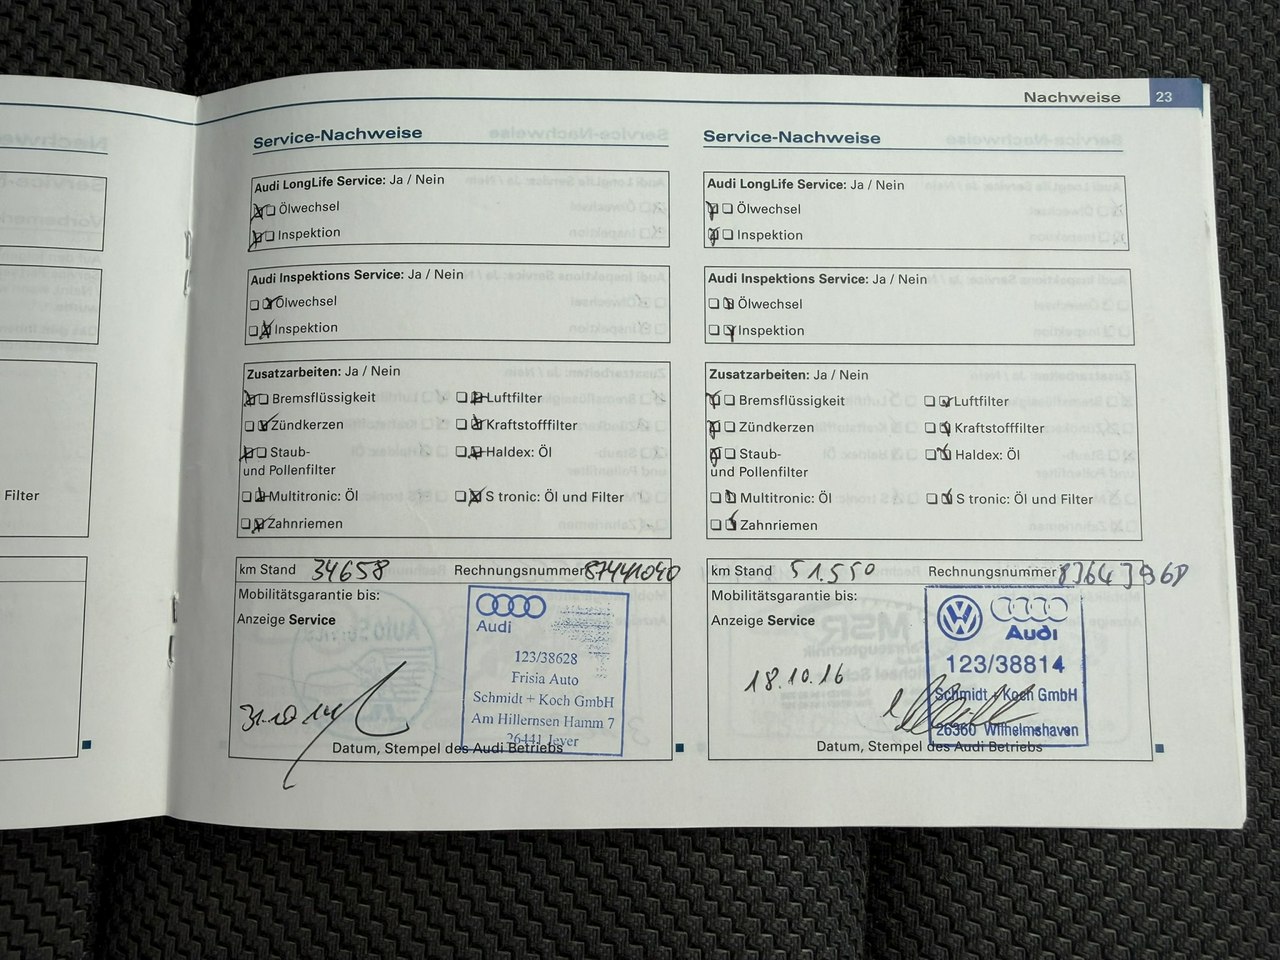 Nachweise 23
Filter
Service-Nachweise
Audi LongLife Service: Ja / Nein
Ölwechsel
Inspektion
Audi Inspektions Service: Ja / Nein
Ölwechsel
Inspektion
Zusatzarbeiten: Ja / Nein
Bremsflüssigkeit Luftfilter
Zündkerzen Kraftstofffilter
Staub- Haldex: Öl
und Pollenfilter
Multitronic: Öl S tronic: Öl und Filter
Zahnriemen
km Stand 34658 Rechnungsnummer 87441040
Mobilitätsgarantie bis:
Anzeige Service
Audi
123/38628
Frisia Auto
Schmidt + Koch GmbH
Am Hillernsen Hamm 7
26441 Jever
31.10.14
Datum, Stempel des Audi Betriebs
Service-Nachweise
Audi LongLife Service: Ja / Nein
Ölwechsel
Inspektion
Audi Inspektions Service: Ja / Nein
Ölwechsel
Inspektion
Zusatzarbeiten: Ja / Nein
Bremsflüssigkeit Luftfilter
Zündkerzen Kraftstofffilter
Staub- Haldex: Öl
und Pollenfilter
Multitronic: Öl S tronic: Öl und Filter
Zahnriemen
km Stand 51.550 Rechnungsnummer
Mobilitätsgarantie bis:
Anzeige Service
Audi
123/38814
Schmidt + Koch GmbH
26360 Wilhelmshaven
18.10.16
Datum, Stempel des Audi Betriebs